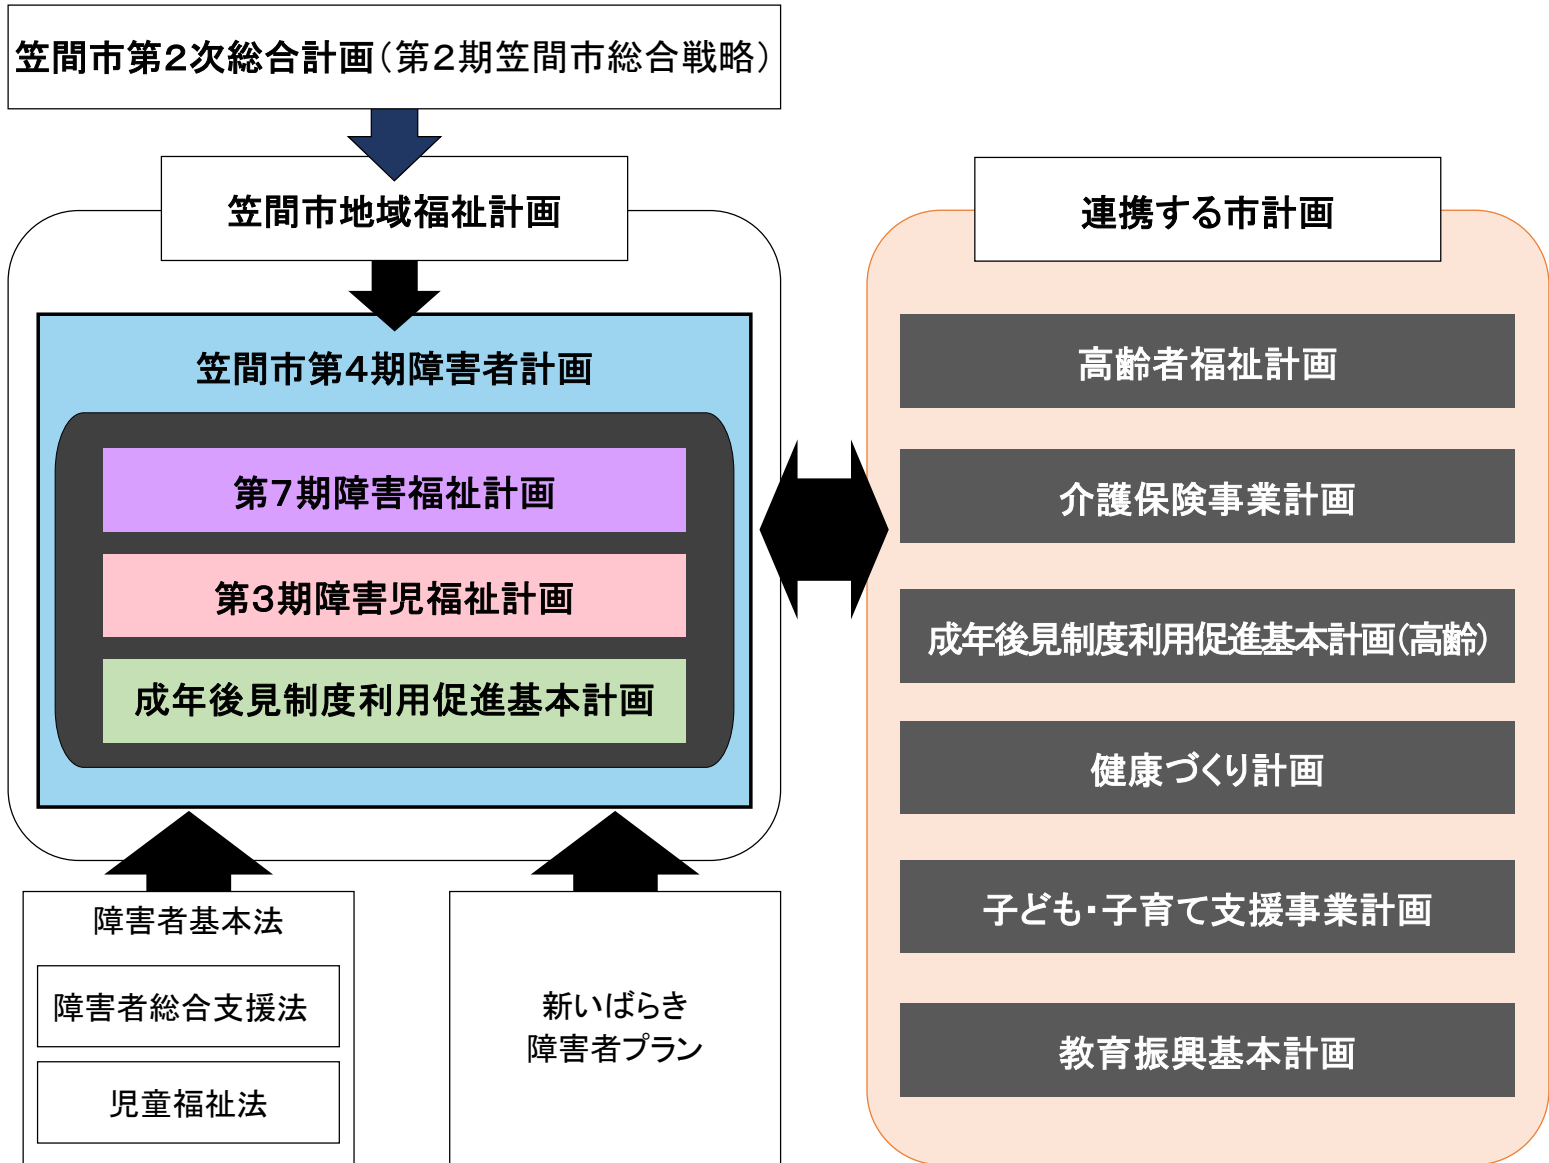 笠間市第2次総合計画(第2期笠間市総合戦略)
笠間市地域福祉計画
笠間市第4期障害者計画
第7期障害福祉計画
第3期障害児福祉計画
成年後見制度利用促進基本計画
障害者基本法
障害者総合支援法
児童福祉法
新いばらき
障害者プラン
連携する市計画
高齢者福祉計画
介護保険事業計画
成年後見制度利用促進基本計画(高齢)
健康づくり計画
子ども・子育て支援事業計画
教育振興基本計画